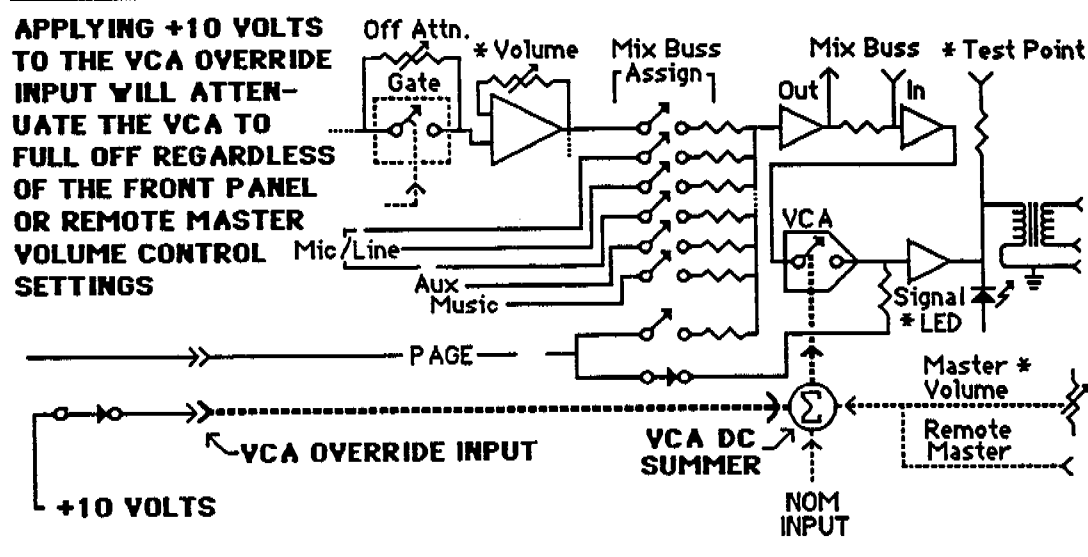 APPLYING +10 VOLTS
TO THE VCA OVERRIDE
INPUT WILL ATTEN-
UATE THE VCA TO
FULL OFF REGARDLESS
OF THE FRONT PANEL
OR REMOTE MASTER
VOLUME CONTROL
SETTINGS
Off Attn.
Gate
* Volume
Mix Buss
Assign
Mix Buss
Out
In
* Test Point
Mic/Line
Aux
Music
VCA
Signal
* LED
PAGE
Master *
Volume
Remote
Master
Σ
VCA OVERRIDE INPUT
VCA DC
SUMMER
+10 VOLTS
NOM
INPUT